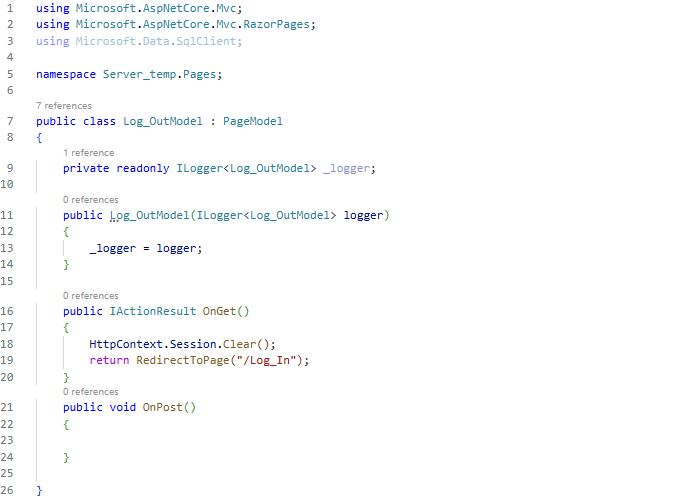 1 using Microsoft.AspNetCore.Mvc;
2 using Microsoft.AspNetCore.Mvc.RazorPages;
3 using Microsoft.Data.SqlClient;
4
5 namespace Server_temp.Pages;
6
7 references
7 public class Log_OutModel : PageModel
8 {
1 reference
9 private readonly ILogger<Log_OutModel> _logger;
10
0 references
11 public Log_OutModel(ILogger<Log_OutModel> logger)
12 {
13 _logger = logger;
14 }
15
0 references
16 public IActionResult OnGet()
17 {
18 HttpContext.Session.Clear();
19 return RedirectToPage("/Log_In");
20 }
0 references
21 public void OnPost()
22 {
23
24 }
25
26 }